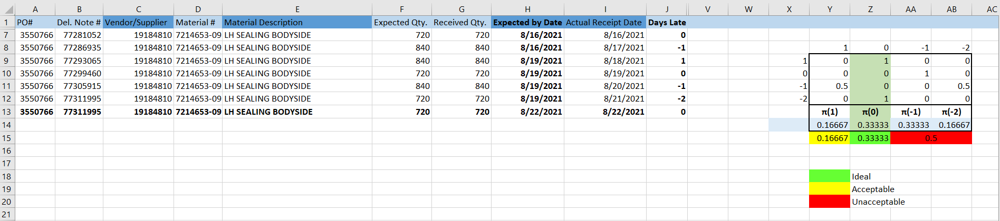 A B C D E F G H I J V W X Y Z AA AB AC
1 PO# Del. Note # Vendor/Supplier Material # Material Description Expected Qty. Received Qty. Expected by Date Actual Receipt Date Days Late
7 3550766 77281052 19184810 7214653-09 LH SEALING BODYSIDE 720 720 8/16/2021 8/16/2021 0
8 3550766 77286935 19184810 7214653-09 LH SEALING BODYSIDE 840 840 8/16/2021 8/17/2021 -1 1 0 -1 -2
9 3550766 77293065 19184810 7214653-09 LH SEALING BODYSIDE 840 840 8/19/2021 8/18/2021 1 1 0 1 0 0
10 3550766 77299460 19184810 7214653-09 LH SEALING BODYSIDE 720 720 8/19/2021 8/19/2021 0 0 0 0 1 0
11 3550766 77305915 19184810 7214653-09 LH SEALING BODYSIDE 840 840 8/19/2021 8/20/2021 -1 -1 0.5 0 0 0.5
12 3550766 77311995 19184810 7214653-09 LH SEALING BODYSIDE 720 720 8/19/2021 8/21/2021 -2 -2 0 1 0 0
13 3550766 77311995 19184810 7214653-09 LH SEALING BODYSIDE 720 720 8/22/2021 8/22/2021 0 π(1) π(0) π(-1) π(-2)
14 0.16667 0.33333 0.33333 0.16667
15 0.16667 0.33333 0.5
16
17
18 Ideal
19 Acceptable
20 Unacceptable
21